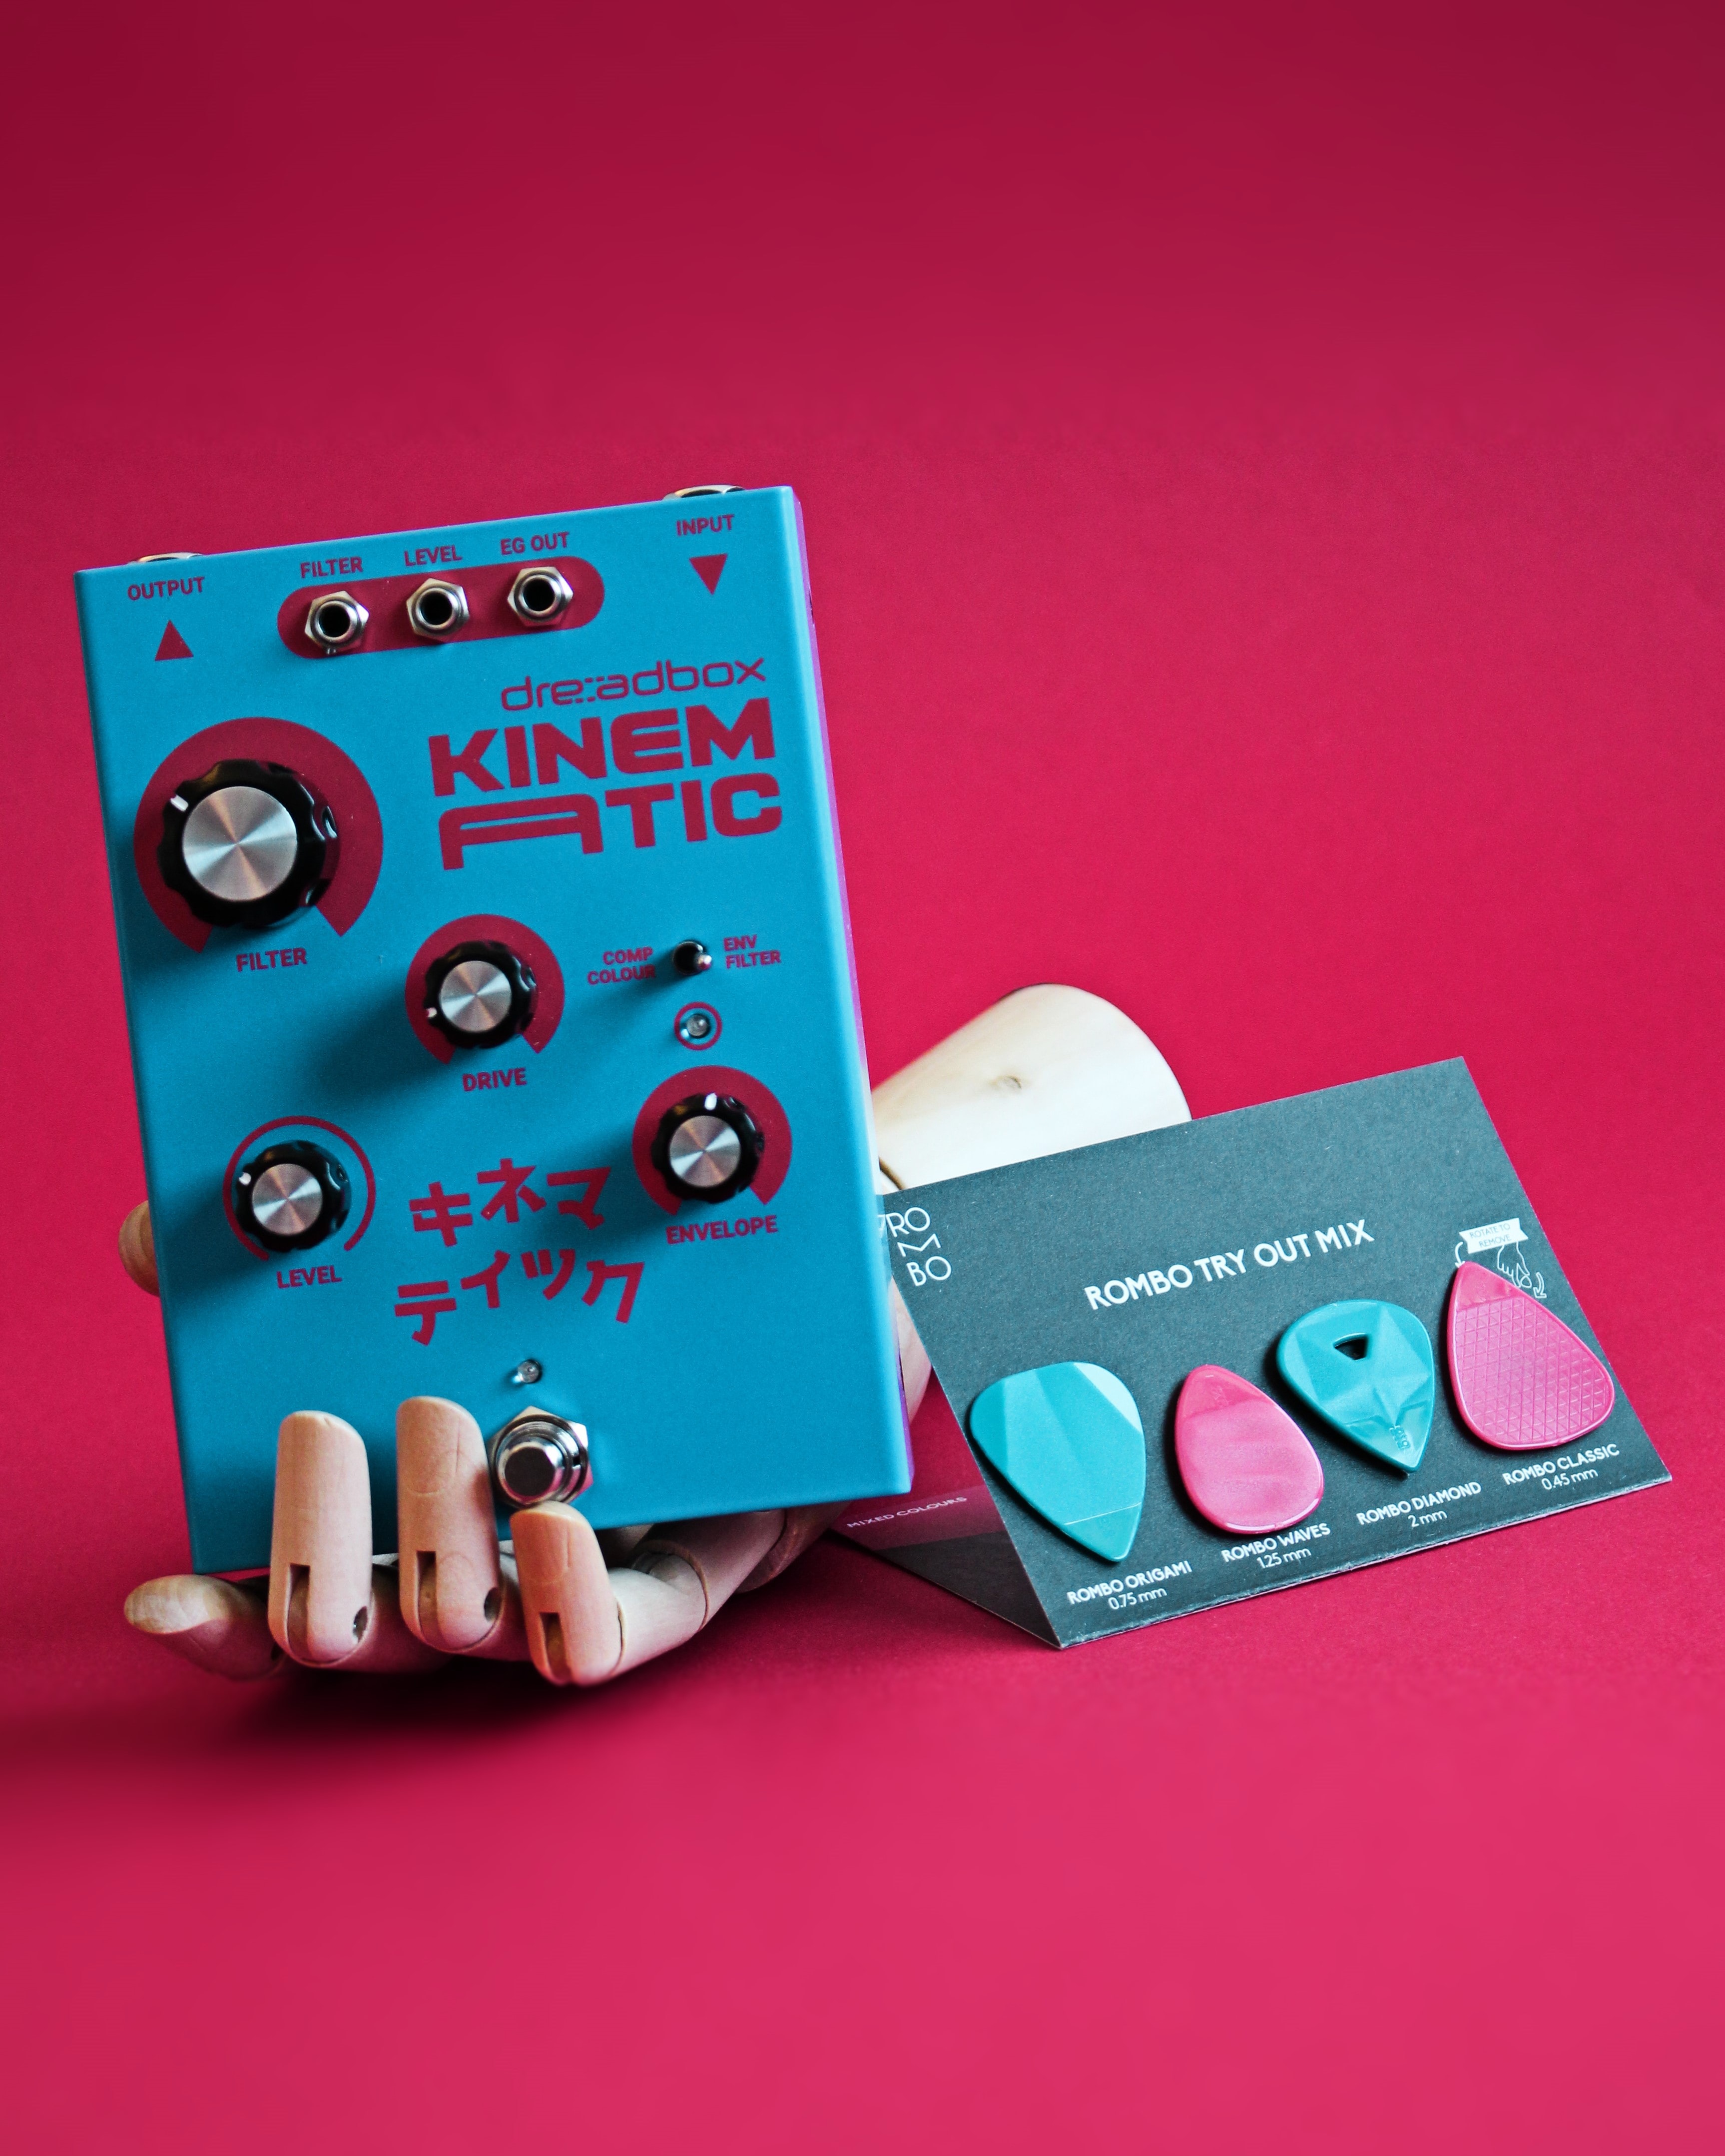 OUTPUT
FILTER
LEVEL
EG OUT
INPUT
dre::adbox
KINEM
ATIC
FILTER
DRIVE
COMP
COLOUR
ENV
FILTER
LEVEL
キネマ
テイツク
ENVELOPE
ROM
BO
ROMBO TRY OUT MIX
ROTATE TO
REMOVE
MIXED COLOURS
ROMBO ORIGAMI
0.75 mm
ROMBO WAVES
1.25 mm
ROMBO DIAMOND
2 mm
ROMBO CLASSIC
0.45 mm